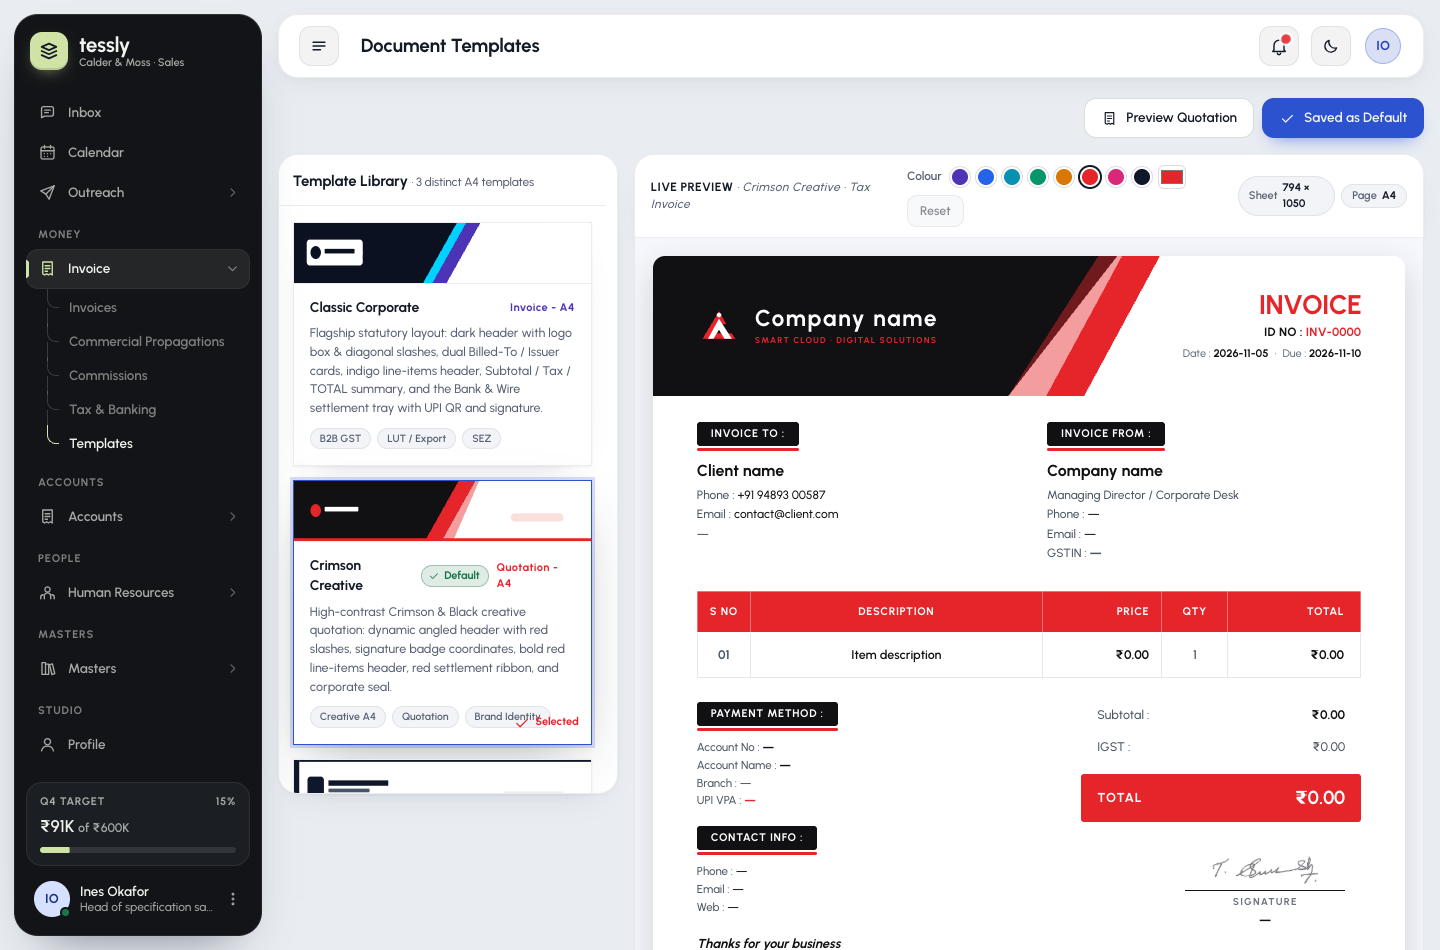 tessly
Calder & Moss · Sales
Inbox
Calendar
Outreach
MONEY
Invoice
Invoices
Commercial Propagations
Commissions
Tax & Banking
Templates
ACCOUNTS
Accounts
PEOPLE
Human Resources
MASTERS
Masters
STUDIO
Profile
Q4 TARGET 15%
₹91K of ₹600K
IO
Ines Okafor
Head of specification sa...
Document Templates
IO
Preview Quotation
Saved as Default
Template Library · 3 distinct A4 templates
Classic Corporate Invoice - A4
Flagship statutory layout: dark header with logo
box & diagonal slashes, dual Billed-To / Issuer
cards, indigo line-items header, Subtotal / Tax /
TOTAL summary, and the Bank & Wire
settlement tray with UPI QR and signature.
B2B GST LUT / Export SEZ
Crimson
Creative
Default
Quotation -
A4
High-contrast Crimson & Black creative
quotation: dynamic angled header with red
slashes, signature badge coordinates, bold red
line-items header, red settlement ribbon, and
corporate seal.
Creative A4 Quotation Brand Identity
Selected
LIVE PREVIEW · Crimson Creative · Tax
Invoice
Colour
Reset
Sheet 794 ×
1050
Page A4
Company name
SMART CLOUD · DIGITAL SOLUTIONS
INVOICE
ID NO : INV-0000
Date : 2026-11-05 · Due : 2026-11-10
INVOICE TO :
Client name
Phone : +91 94893 00587
Email : contact@client.com
—
INVOICE FROM :
Company name
Managing Director / Corporate Desk
Phone : —
Email : —
GSTIN : —
S NO DESCRIPTION PRICE QTY TOTAL
01 Item description ₹0.00 1 ₹0.00
PAYMENT METHOD :
Account No : —
Account Name : —
Branch : —
UPI VPA : —
Subtotal : ₹0.00
IGST : ₹0.00
TOTAL ₹0.00
CONTACT INFO :
Phone : —
Email : —
Web : —
SIGNATURE
—
Thanks for your business